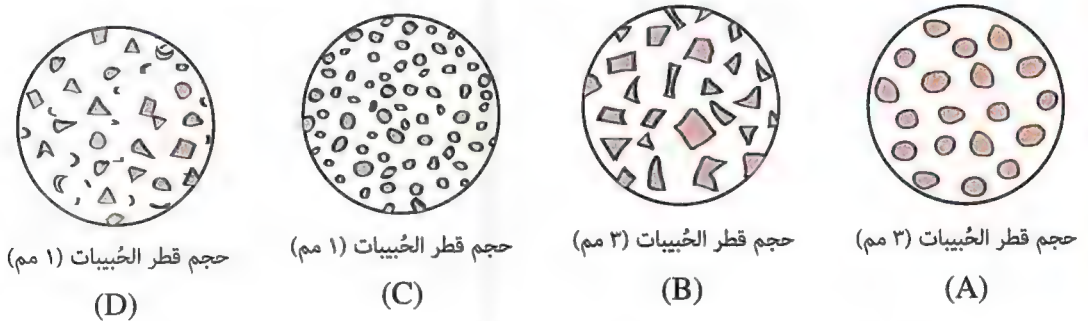 حجم قطر الحُبيبات (٣ مم)
(A)
حجم قطر الحُبيبات (٣ مم)
(B)
حجم قطر الحُبيبات (١ مم)
(C)
حجم قطر الحُبيبات (١ مم)
(D)